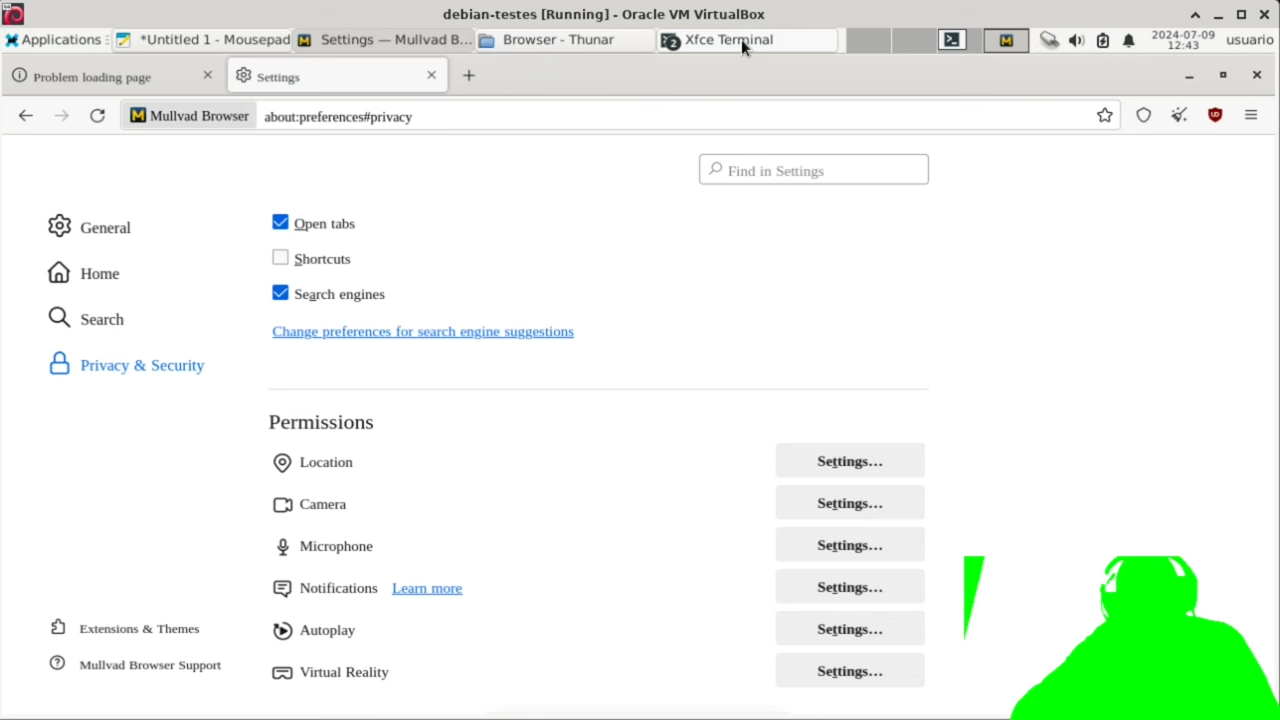 debian-testes [Running] - Oracle VM VirtualBox
Applications *Untitled 1 - Mousepad Settings — Mullvad B... Browser - Thunar 2 Xfce Terminal 2024-07-09 12:43 usuario
Problem loading page Settings
Mullvad Browser about:preferences#privacy
Find in Settings
General
Home
Search
Privacy & Security
Extensions & Themes
Mullvad Browser Support
Open tabs
Shortcuts
Search engines
Change preferences for search engine suggestions
Permissions
Location Settings...
Camera Settings...
Microphone Settings...
Notifications Learn more Settings...
Autoplay Settings...
Virtual Reality Settings...